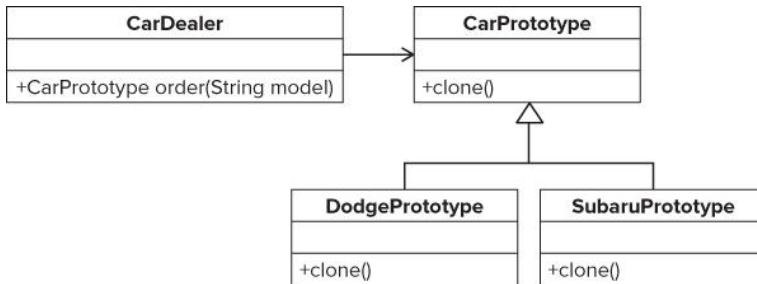 CarDealer
+CarPrototype order(String model)
CarPrototype
+clone()
DodgePrototype
+clone()
SubaruPrototype
+clone()